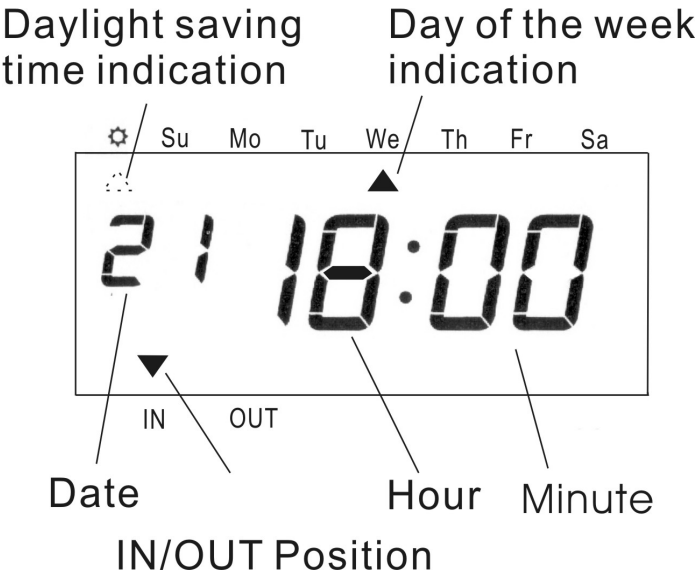 Daylight saving
time indication
Day of the week
indication
Su Mo Tu We Th Fr Sa
21 18:00
IN OUT
Date
Hour
Minute
IN/OUT Position